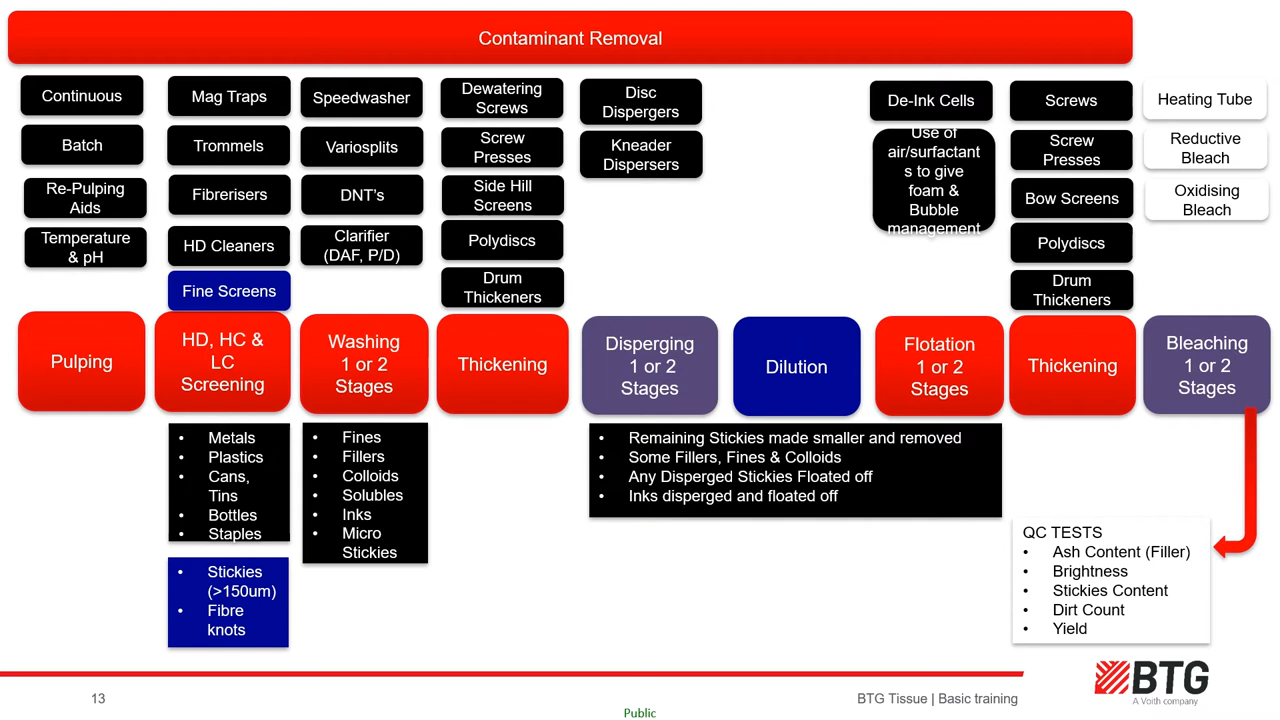 Contaminant Removal
Continuous
Batch
Re-Pulping
Aids
Temperature
& pH
Mag Traps
Trommels
Fibrerisers
HD Cleaners
Fine Screens
Speedwasher
Variosplits
DNT's
Clarifier
(DAF, P/D)
Dewatering
Screws
Screw
Presses
Side Hill
Screens
Polydiscs
Drum
Thickeners
Disc
Dispergers
Kneader
Dispersers
De-Ink Cells
Use of
air/surfactant
s to give
foam &
Bubble
management
Screws
Screw
Presses
Bow Screens
Polydiscs
Drum
Thickeners
Heating Tube
Reductive
Bleach
Oxidising
Bleach
Pulping
HD, HC &
LC
Screening
Washing
1 or 2
Stages
Thickening
Disperging
1 or 2
Stages
Dilution
Flotation
1 or 2
Stages
Thickening
Bleaching
1 or 2
Stages
• Metals
• Plastics
• Cans,
Tins
• Bottles
• Staples
• Stickies
(>150um)
• Fibre
knots
• Fines
• Fillers
• Colloids
• Solubles
• Inks
• Micro
Stickies
• Remaining Stickies made smaller and removed
• Some Fillers, Fines & Colloids
• Any Disperged Stickies Floated off
• Inks disperged and floated off
QC TESTS
• Ash Content (Filler)
• Brightness
• Stickies Content
• Dirt Count
• Yield
13
BTG Tissue | Basic training
Public
BTG
A Voith company